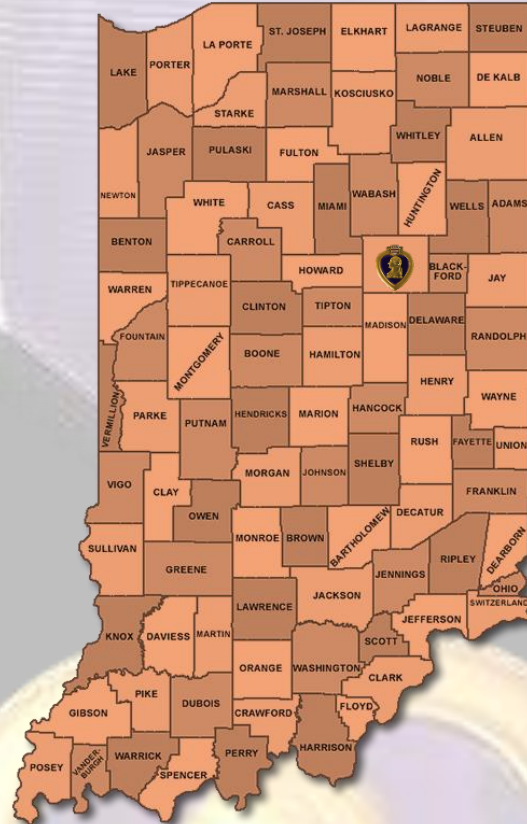 LAKE
PORTER
LA PORTE
ST. JOSEPH
ELKHART
LAGRANGE
STEUBEN
STARKE
MARSHALL
KOSCIUSKO
NOBLE
DE KALB
NEWTON
JASPER
PULASKI
FULTON
WHITLEY
ALLEN
WHITE
CASS
MIAMI
WABASH
HUNTINGTON
WELLS
ADAMS
BENTON
CARROLL
HOWARD
BLACK-
FORD
JAY
WARREN
TIPPECANOE
CLINTON
TIPTON
MADISON
DELAWARE
RANDOLPH
FOUNTAIN
MONTGOMERY
BOONE
HAMILTON
HENRY
WAYNE
VERMILLION
PARKE
PUTNAM
HENDRICKS
MARION
HANCOCK
RUSH
FAYETTE
UNION
VIGO
CLAY
OWEN
MORGAN
JOHNSON
SHELBY
DECATUR
FRANKLIN
SULLIVAN
GREENE
MONROE
BROWN
BARTHOLOMEW
JENNINGS
RIPLEY
DEARBORN
OHIO
SWITZERLAND
KNOX
DAVIESS
MARTIN
LAWRENCE
JACKSON
JEFFERSON
SCOTT
ORANGE
WASHINGTON
CLARK
GIBSON
PIKE
DUBOIS
CRAWFORD
FLOYD
HARRISON
POSEY
VANDER-
BURGH
WARRICK
SPENCER
PERRY